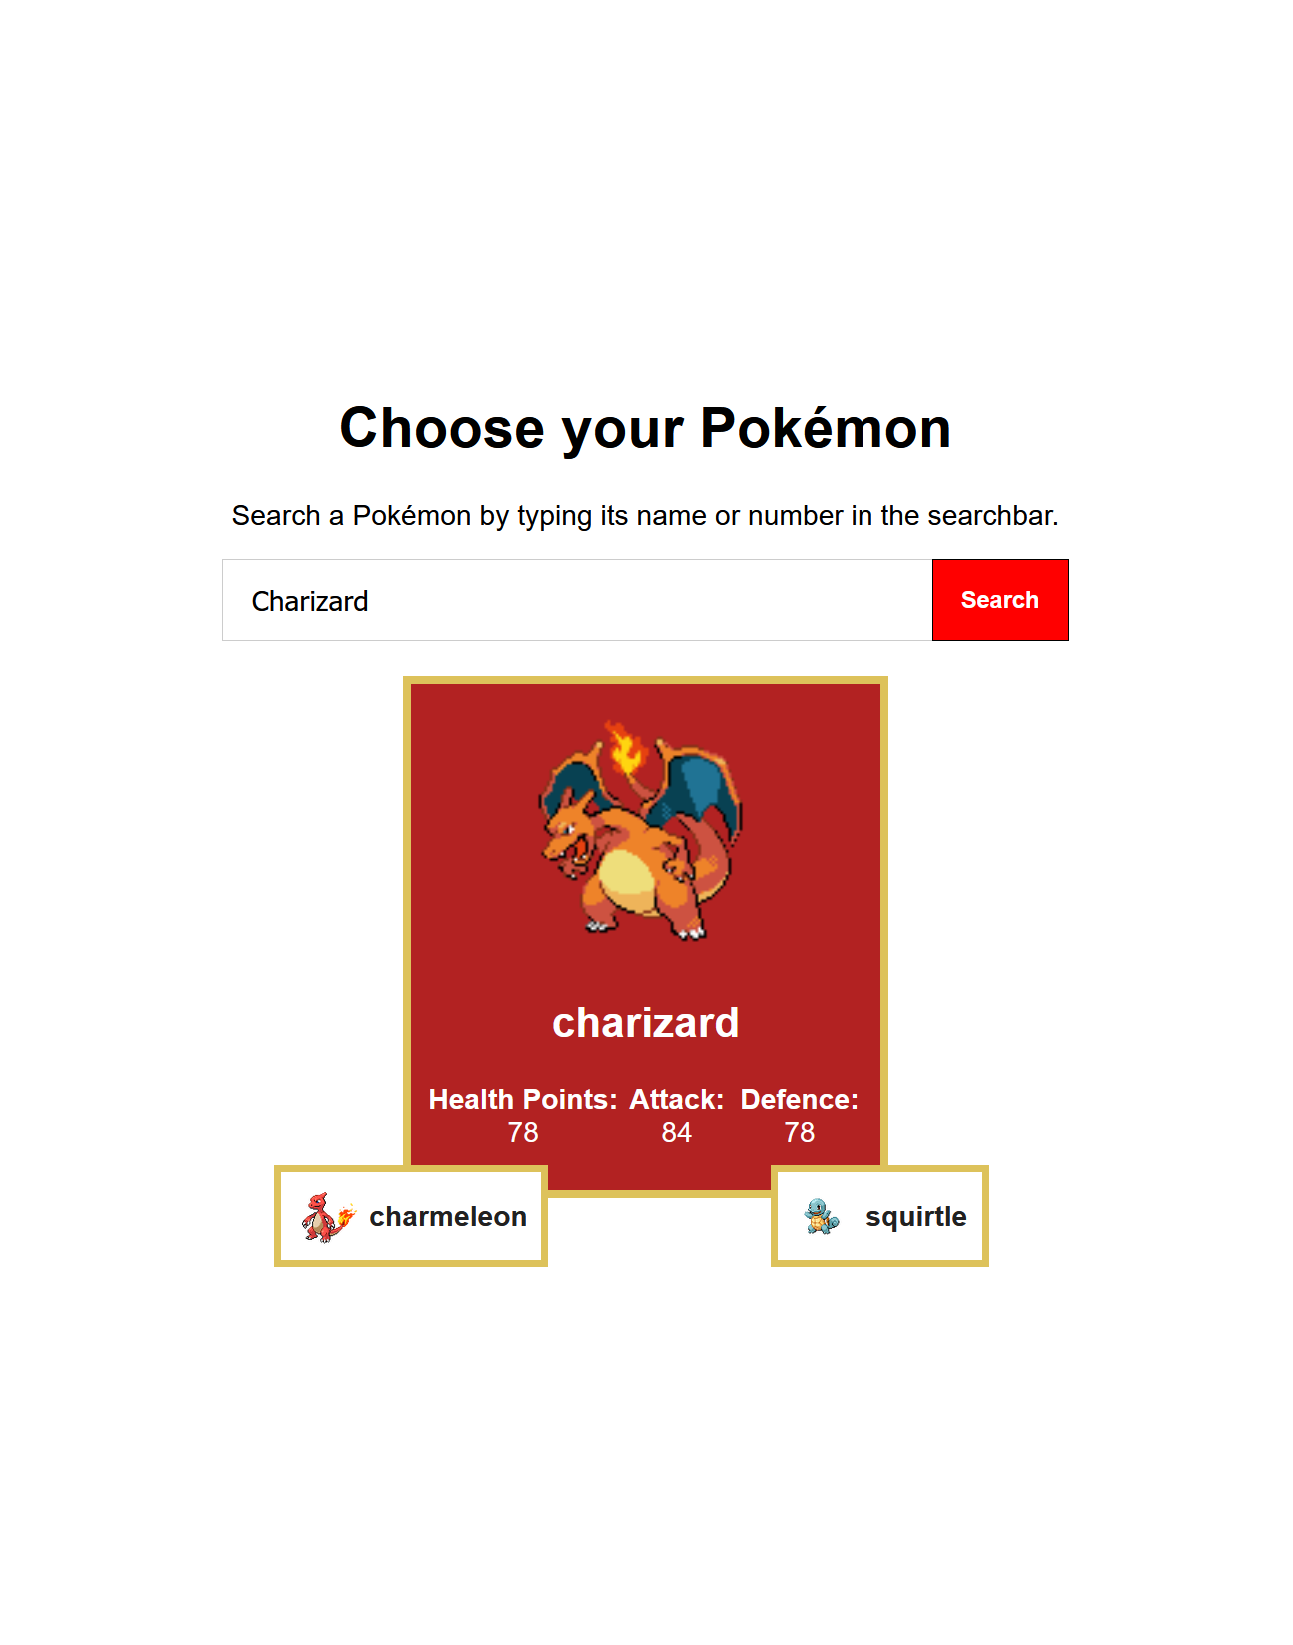 Choose your Pokémon
Search a Pokémon by typing its name or number in the searchbar.
Charizard
Search
charizard
Health Points: Attack: Defence:
78 84 78
charmeleon
squirtle